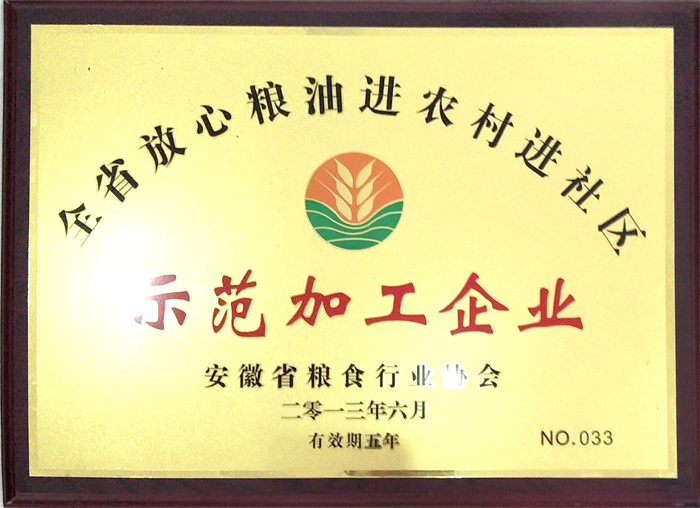 全省放心粮油进农村进社区
示范加工企业
安徽省粮食行业协会
二零一三年六月
有效期五年
NO.033